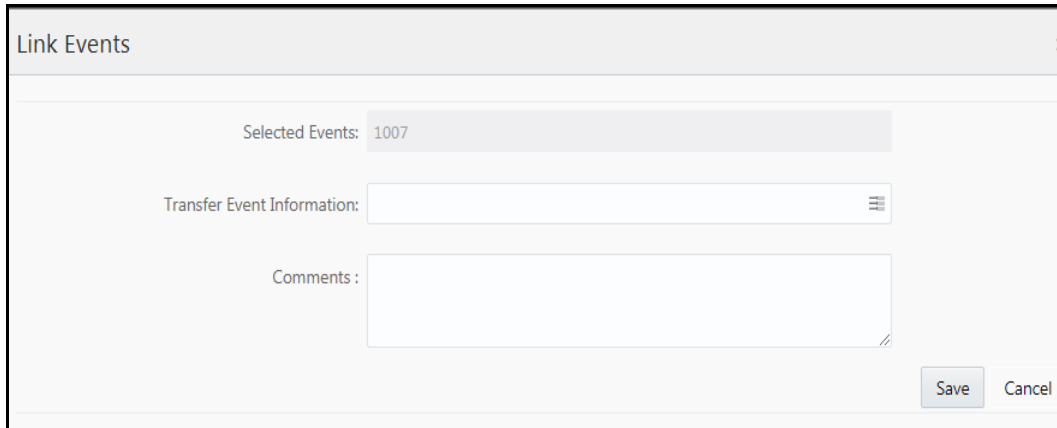 Link Events
Selected Events: 1007
Transfer Event Information:
Comments :
Save Cancel